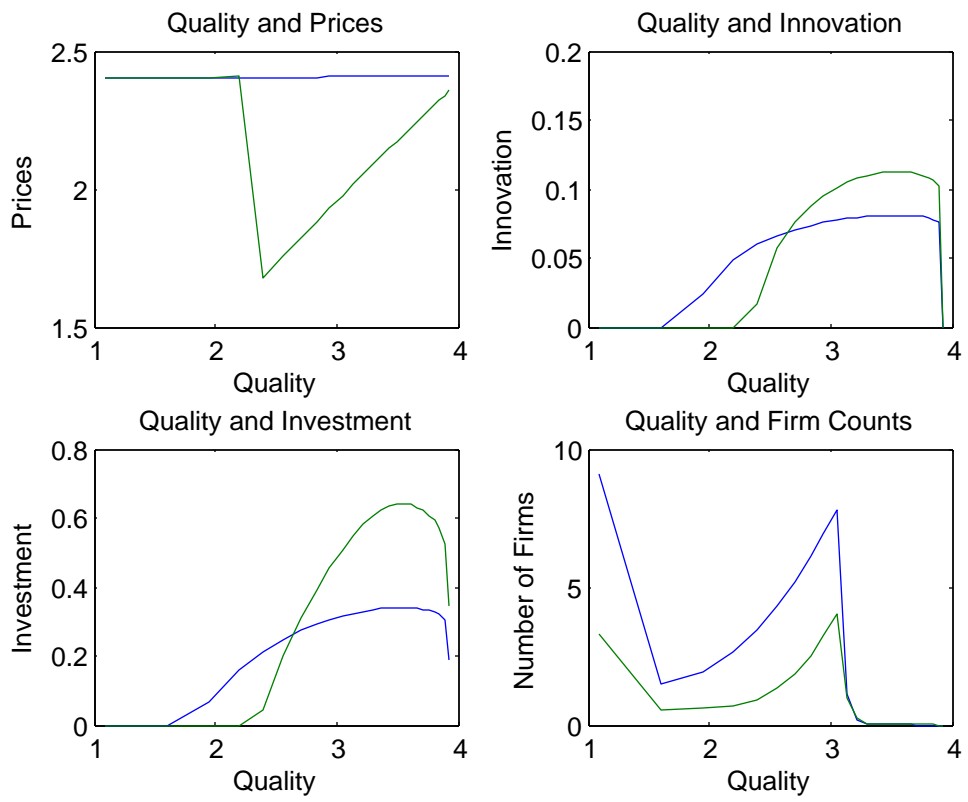 Quality and Prices
2.5
2
1.5
Prices
1 2 3 4
Quality
Quality and Innovation
0.2
0.15
0.1
0.05
0
Innovation
1 2 3 4
Quality
Quality and Investment
0.8
0.6
0.4
0.2
0
Investment
1 2 3 4
Quality
Quality and Firm Counts
10
5
0
Number of Firms
1 2 3 4
Quality